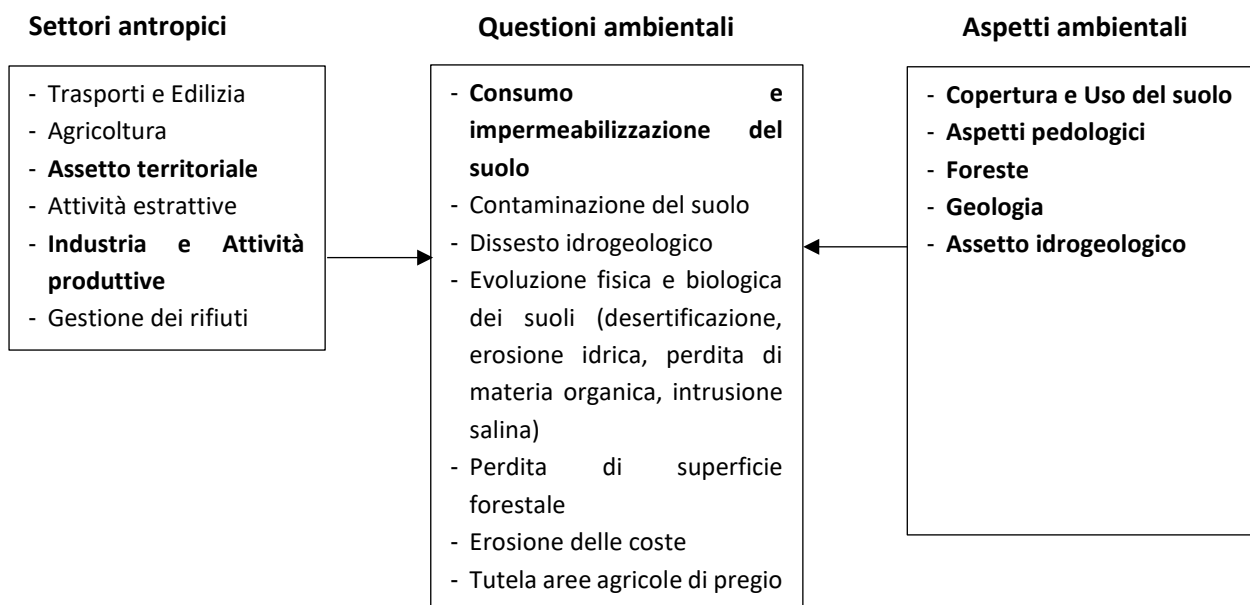 Settori antropici
- Trasporti e Edilizia
- Agricoltura
- Assetto territoriale
- Attività estrattive
- Industria e Attività
produttive
- Gestione dei rifiuti
Questioni ambientali
- Consumo e
impermeabilizzazione del
suolo
- Contaminazione del suolo
- Dissesto idrogeologico
- Evoluzione fisica e biologica
dei suoli (desertificazione,
erosione idrica, perdita di
materia organica, intrusione
salina)
- Perdita di superficie
forestale
- Erosione delle coste
- Tutela aree agricole di pregio
Aspetti ambientali
- Copertura e Uso del suolo
- Aspetti pedologici
- Foreste
- Geologia
- Assetto idrogeologico